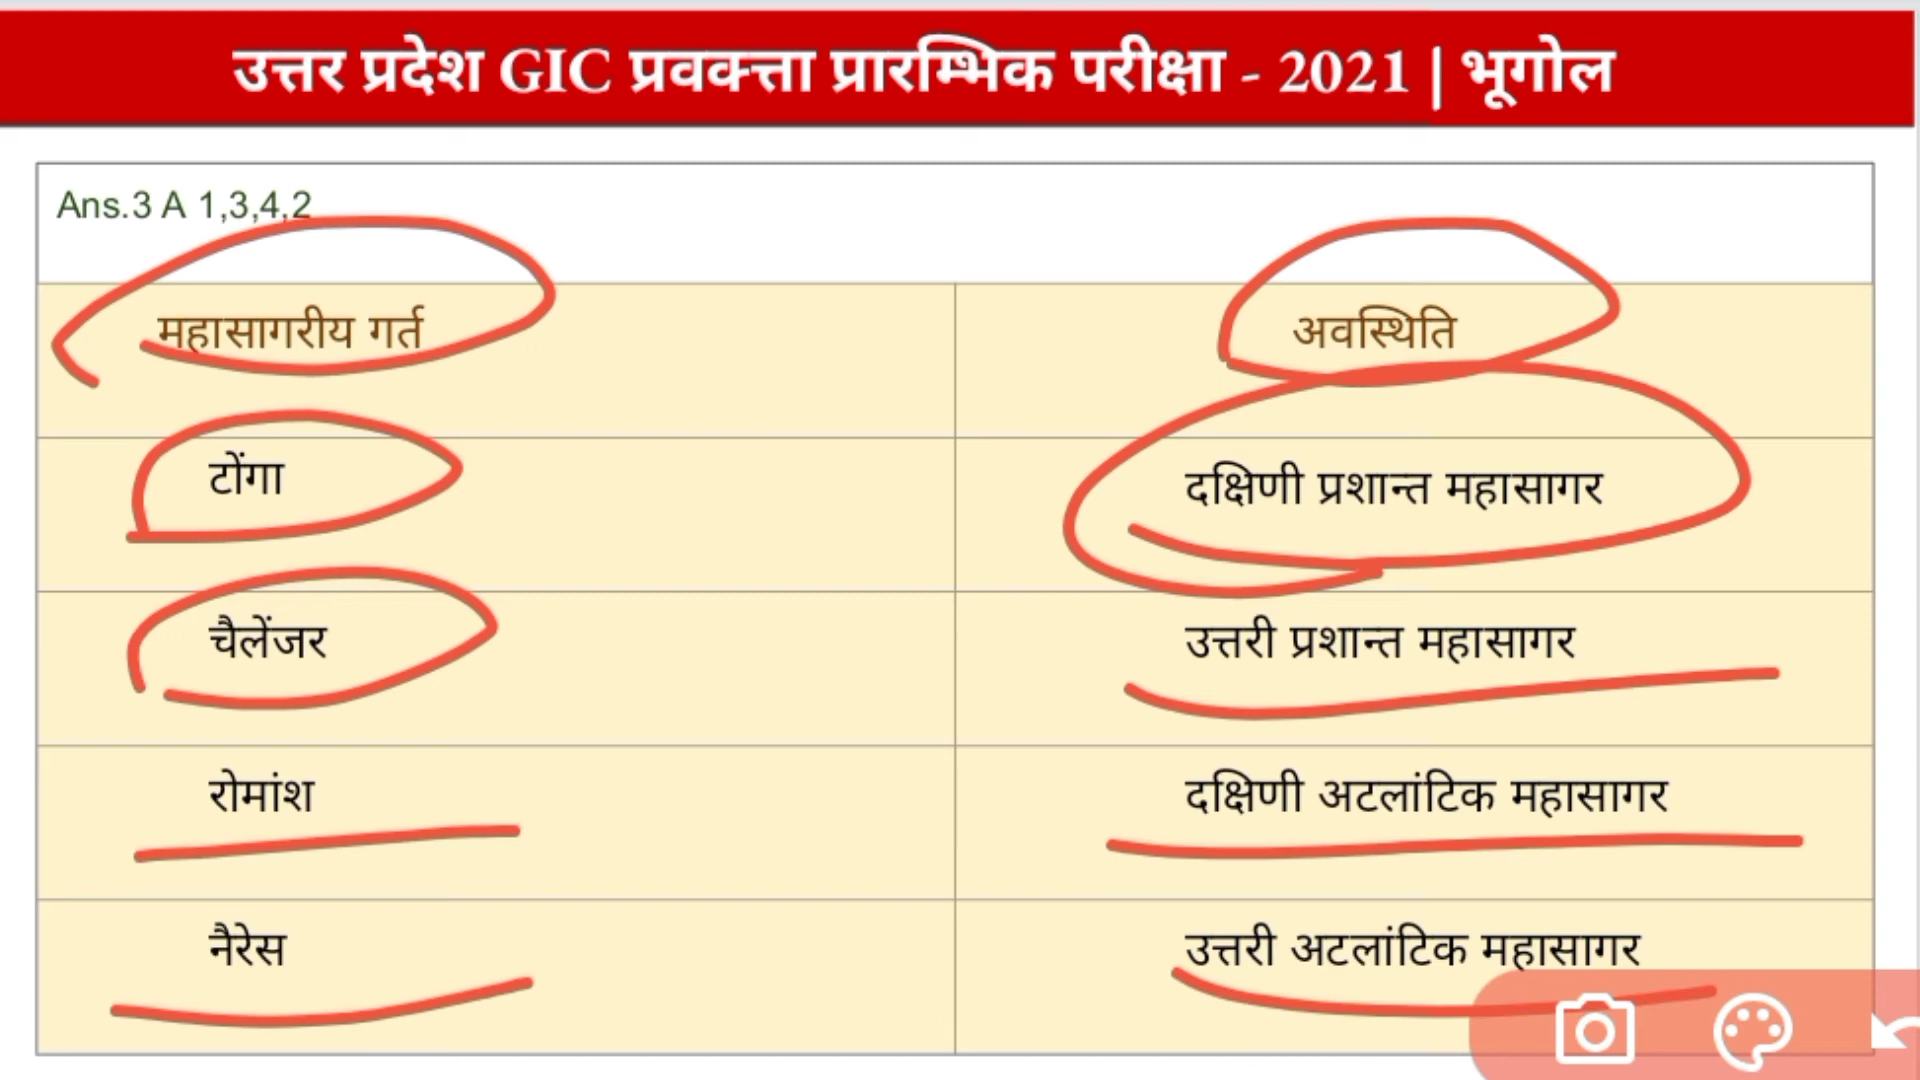 उत्तर प्रदेश GIC प्रवक्त्ता प्रारम्भिक परीक्षा - 2021 | भूगोल
Ans.3 A 1,3,4,2
महासागरीय गर्त अवस्थिति
टोंगा दक्षिणी प्रशान्त महासागर
चैलेंजर उत्तरी प्रशान्त महासागर
रोमांश दक्षिणी अटलांटिक महासागर
नैरेस उत्तरी अटलांटिक महासागर